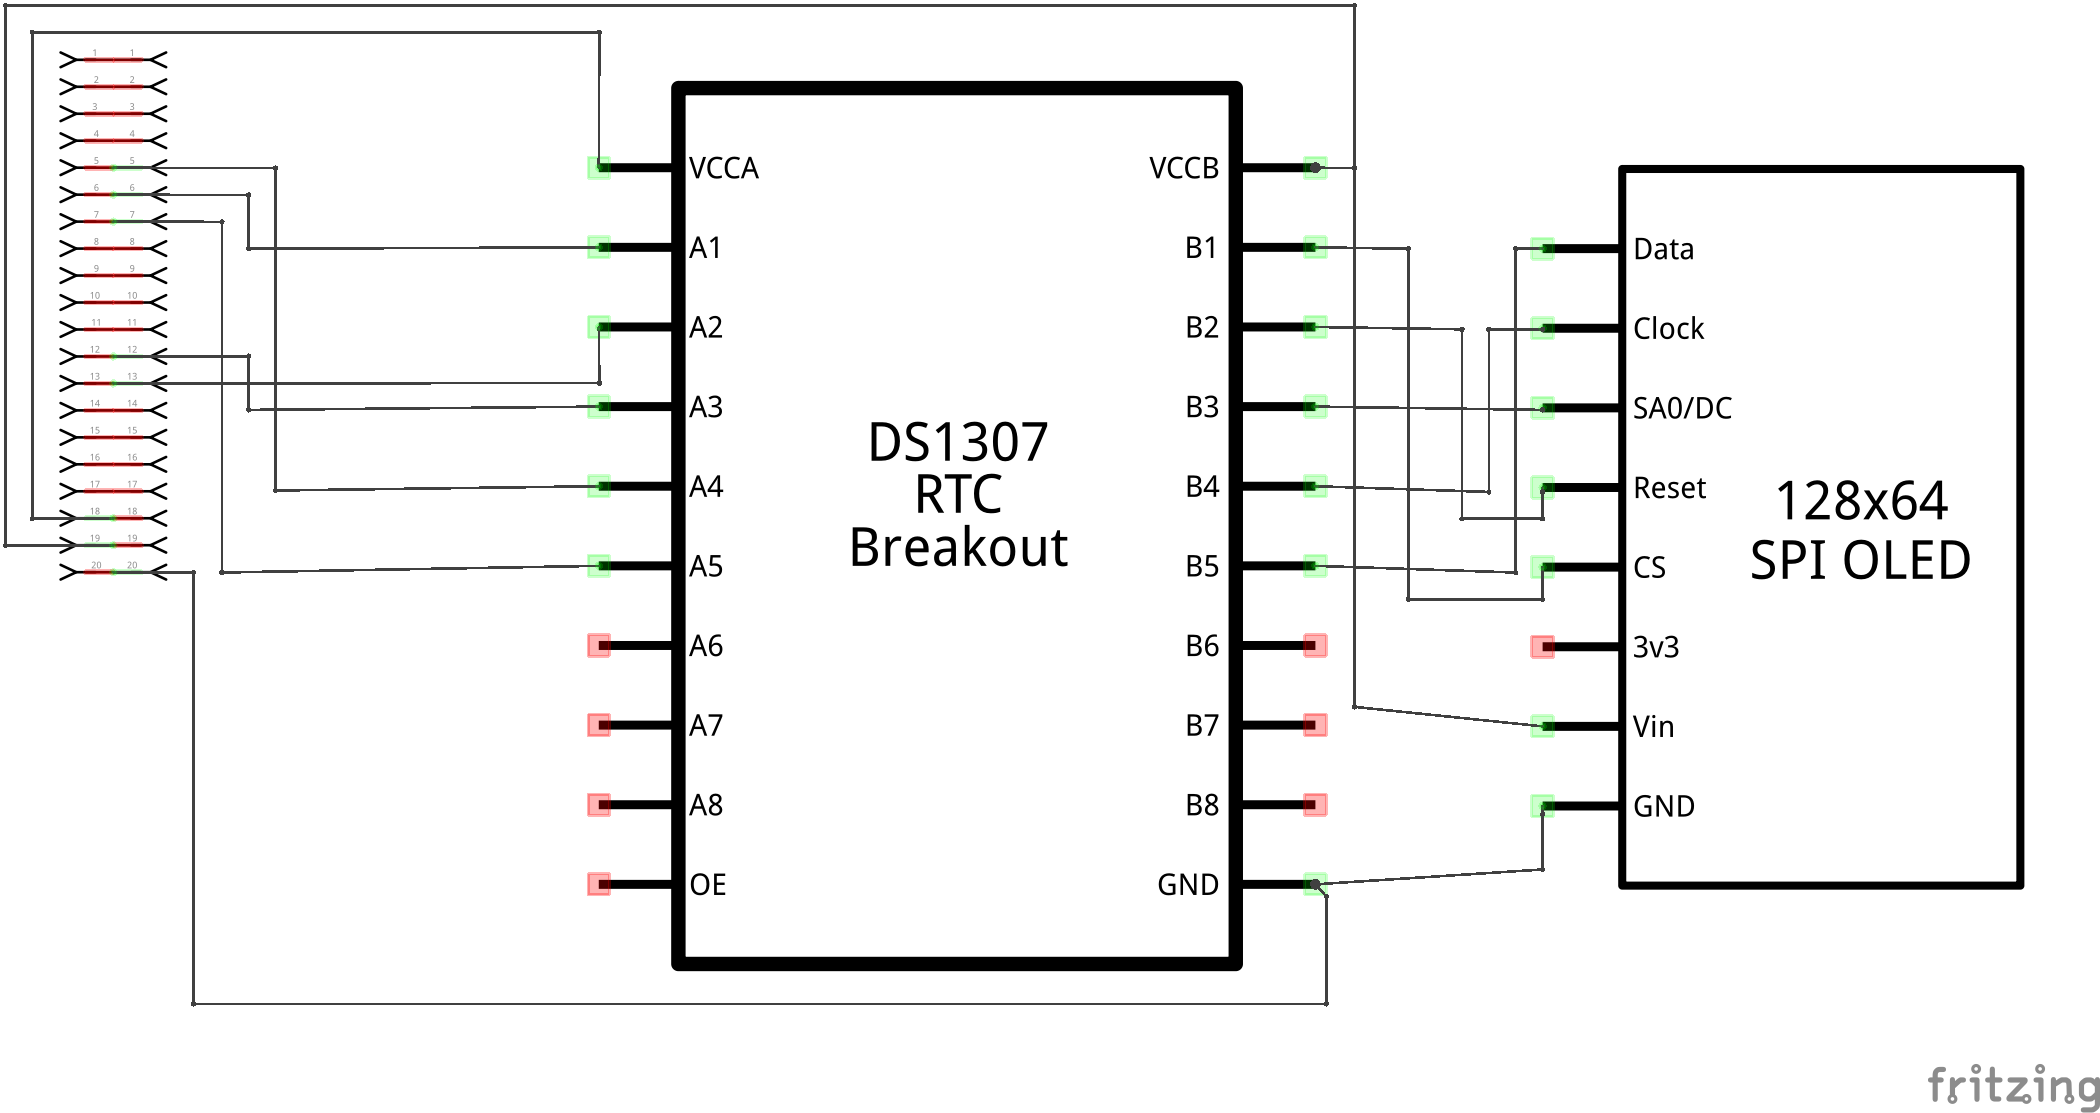 1 1
2 2
3 3
4 4
5 5
6 6
7 7
8 8
9 9
10 10
11 11
12 12
13 13
14 14
15 15
16 16
17 17
18 18
19 19
20 20
VCCA VCCB
A1 B1
A2 B2
A3 B3
A4 B4
A5 B5
A6 B6
A7 B7
A8 B8
OE GND
DS1307
RTC
Breakout
Data
Clock
SA0/DC
Reset
CS
3v3
Vin
GND
128x64
SPI OLED
fritzing